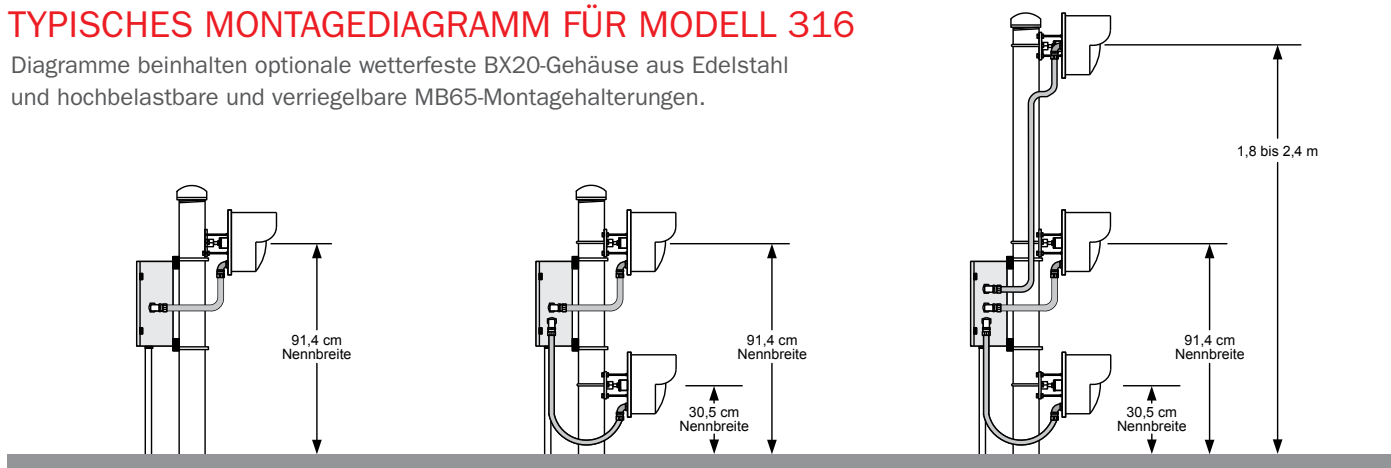 TYPISCHES MONTAGEDIAGRAMM FÜR MODELL 316
Diagramme beinhalten optionale wetterfeste BX20-Gehäuse aus Edelstahl
und hochbelastbare und verriegelbare MB65-Montagehalterungen.
91,4 cm
Nennbreite
91,4 cm
Nennbreite
30,5 cm
Nennbreite
1,8 bis 2,4 m
91,4 cm
Nennbreite
30,5 cm
Nennbreite